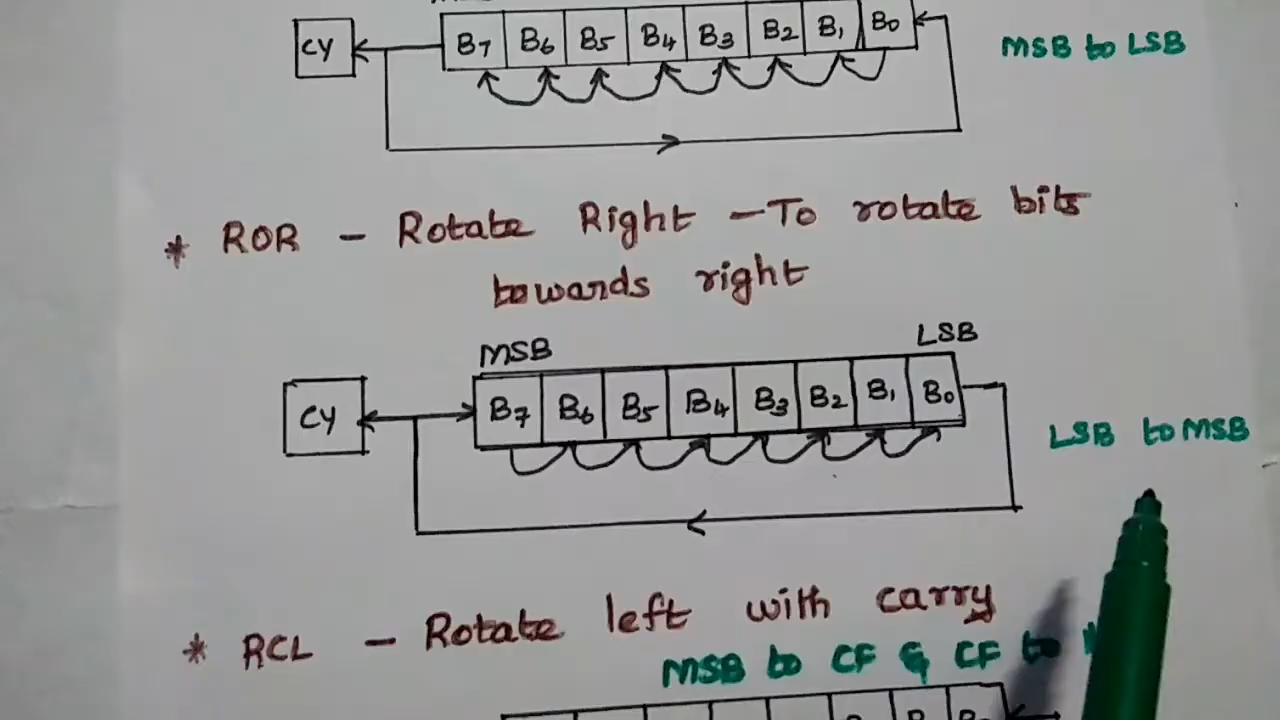 CY B7 B6 B5 B4 B3 B2 B1 B0
MSB to LSB
* ROR - Rotate Right - To rotate bits
towards right
MSB LSB
CY B7 B6 B5 B4 B3 B2 B1 B0
LSB to MSB
* RCL - Rotate left with carry
MSB to CF & CF to